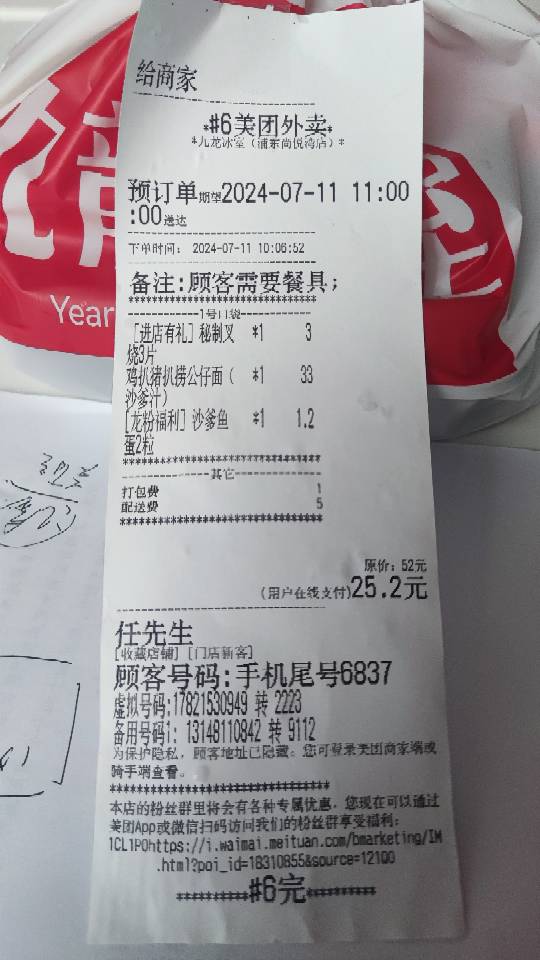 给商家
*#6美团外卖*
*九龙冰室（浦东尚悦湾店）*
预订单期望2024-07-11 11:00
:00送达
下单时间: 2024-07-11 10:06:52
备注:顾客需要餐具;
********************************
------------1号口袋------------
[进店有礼]秘制叉 *1 3
烧3片
鸡扒猪扒捞公仔面( *1 33
沙爹汁)
[龙粉福利]沙爹鱼 *1 1.2
蛋2粒
********************************
--------------其它--------------
打包费 1
配送费 5
********************************
原价: 52元
(用户在线支付)25.2元
任先生
[收藏店铺] [门店新客]
顾客号码:手机尾号6837
虚拟号码:17821530949 转 2223
备用号码1: 13148110842 转 9112
为保护隐私，顾客地址已隐藏。您可登录美团商家端或
骑手端查看。
********************************
本店的粉丝群里将会有各种专属优惠，您现在可以通过
美团App或微信扫码访问我们的粉丝群享受福利:
1CL1P0https://i.waimai.meituan.com/bmarketing/IM
.html?poi_id=18310855&source=12100
**********#6完**********
Year